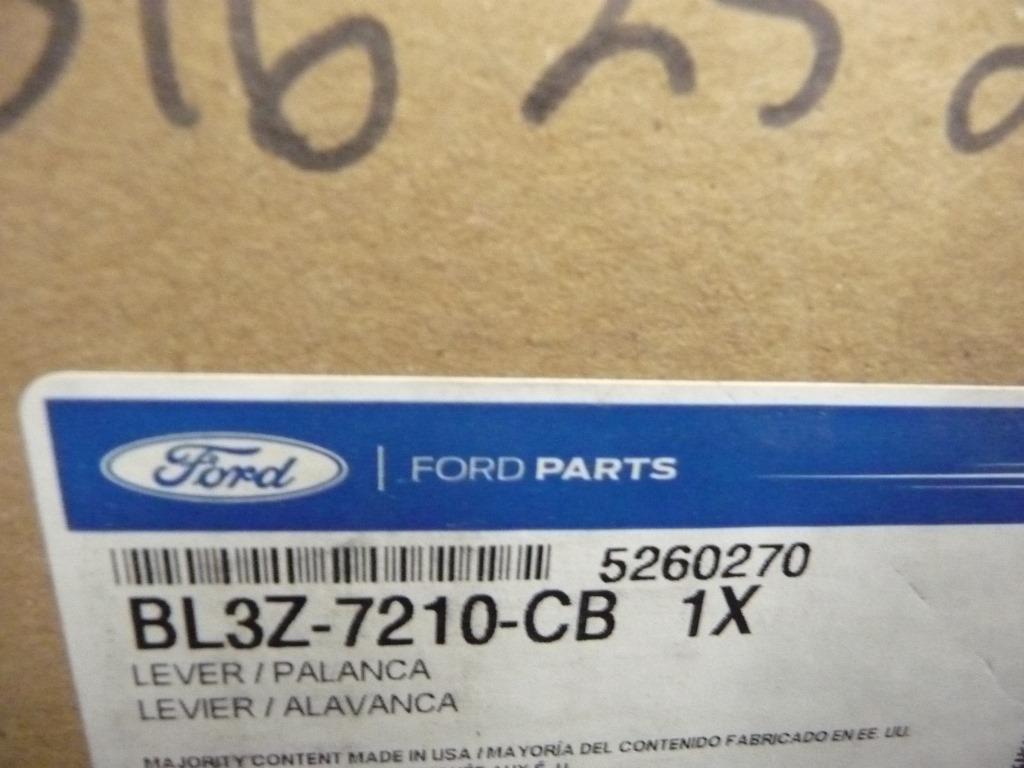 Ford | FORD PARTS
5260270
BL3Z-7210-CB 1X
LEVER / PALANCA
LEVIER / ALAVANCA
MAJORITY CONTENT MADE IN USA / MAYORÍA DEL CONTENIDO FABRICADO EN EE. UU.